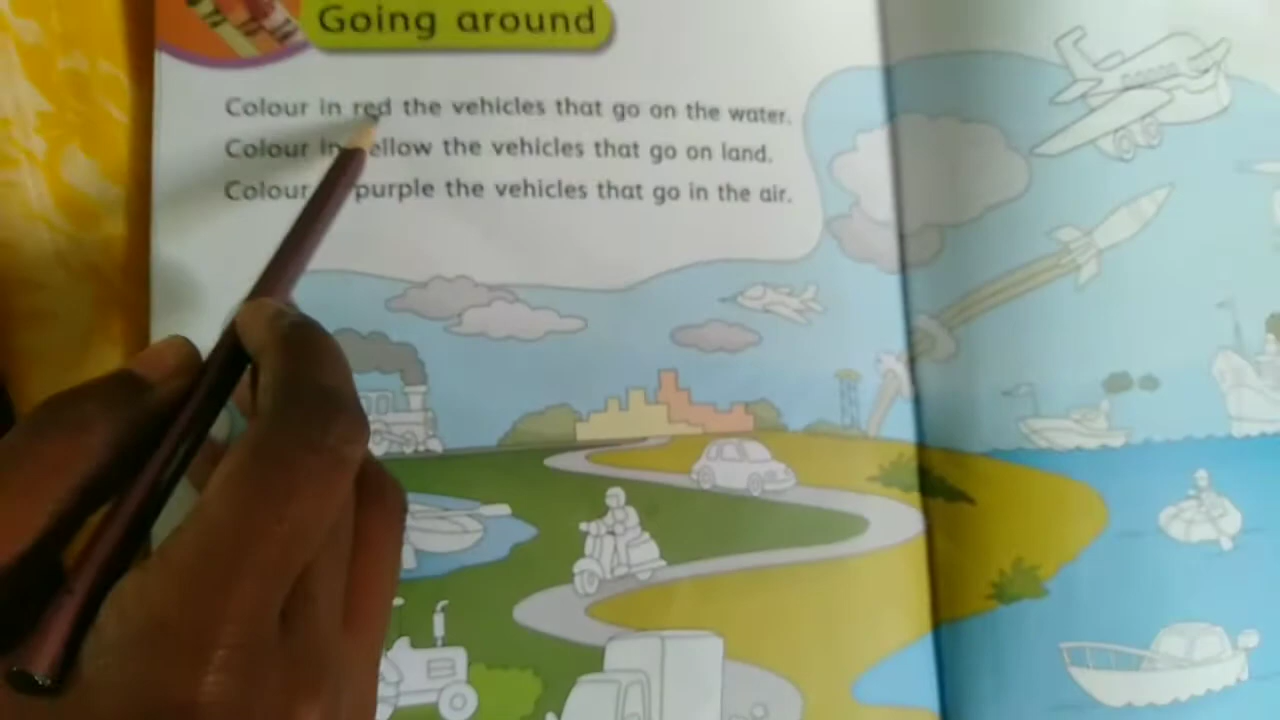 Going around
Colour in red the vehicles that go on the water.
Colour in yellow the vehicles that go on land.
Colour purple the vehicles that go in the air.